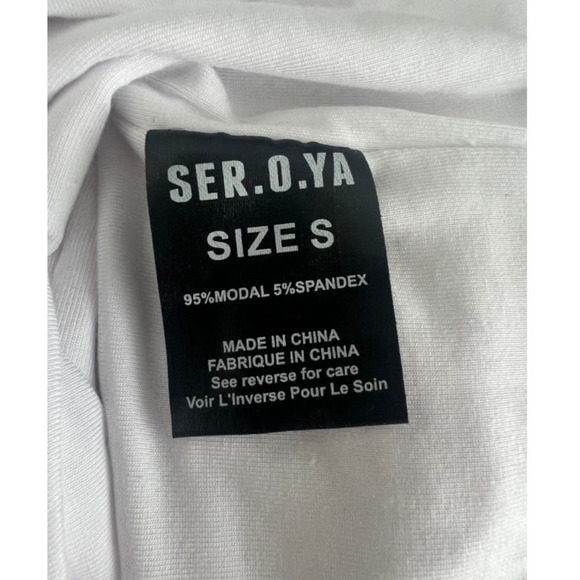 SER.O.YA
SIZE S
95%MODAL 5%SPANDEX
MADE IN CHINA
FABRIQUE IN CHINA
See reverse for care
Voir L'Inverse Pour Le Soin